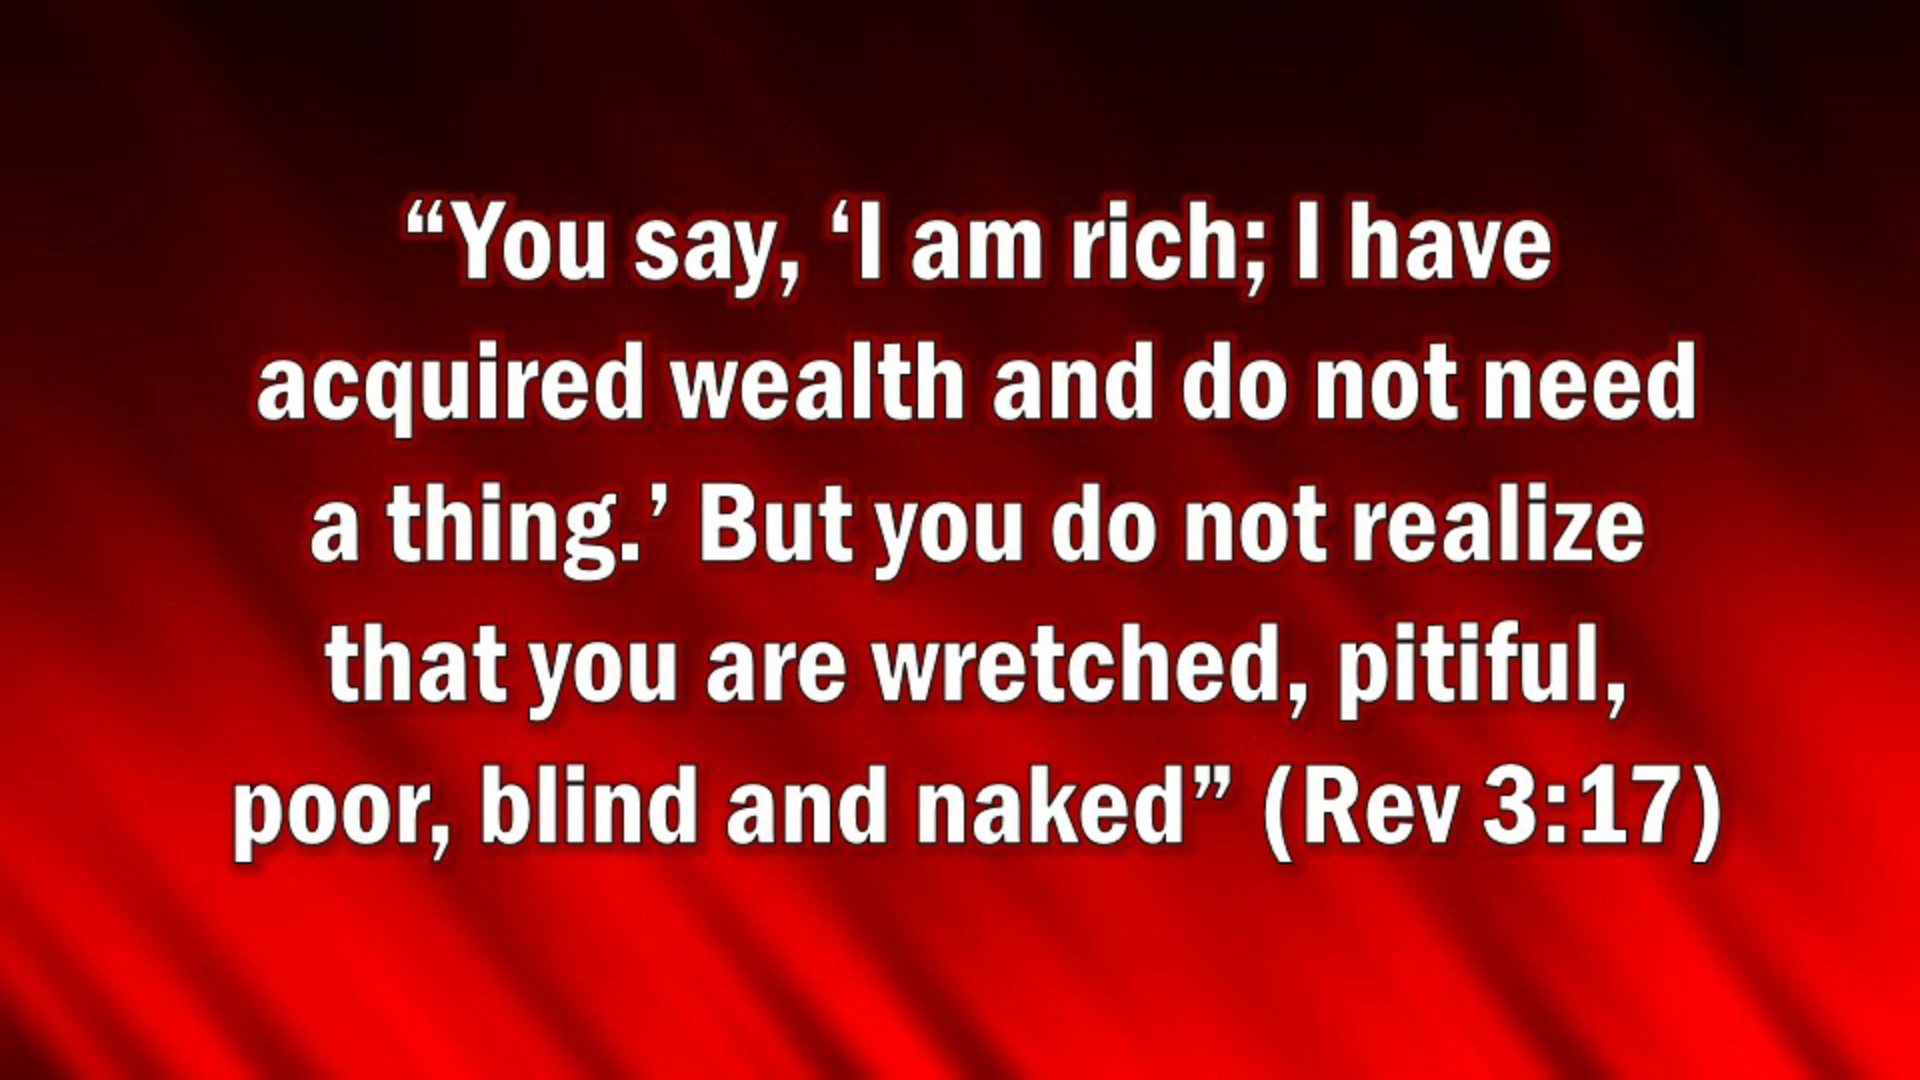 “You say, ‘I am rich; I have
acquired wealth and do not need
a thing.’ But you do not realize
that you are wretched, pitiful,
poor, blind and naked” (Rev 3:17)